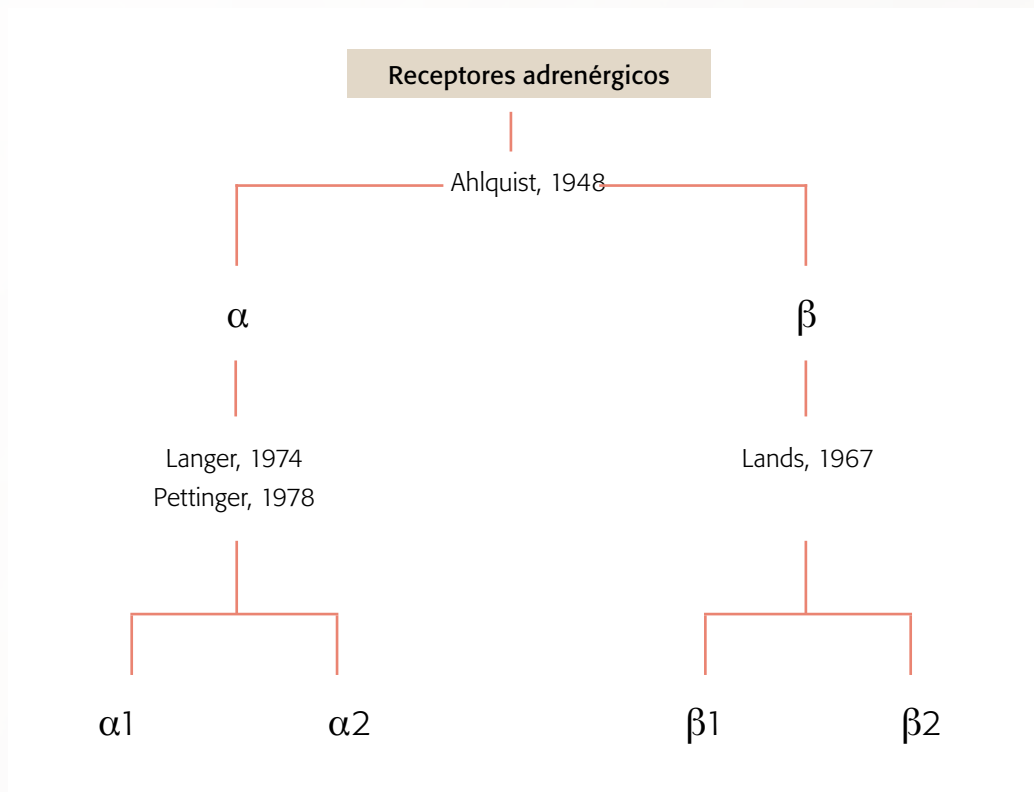 Receptores adrenérgicos
Ahlquist, 1948
α
β
Langer, 1974
Pettinger, 1978
Lands, 1967
α1
α2
β1
β2